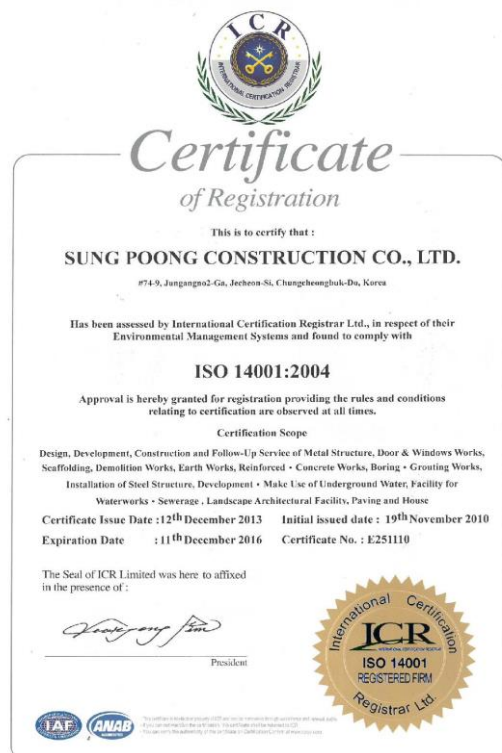 ICR
INTERNATIONAL CERTIFICATION REGISTRAR
Certificate
of Registration
This is to certify that :
SUNG POONG CONSTRUCTION CO., LTD.
#74-9, Jungangno2-Ga, Jecheon-Si, Chungcheongbuk-Do, Korea
Has been assessed by International Certification Registrar Ltd., in respect of their
Environmental Management Systems and found to comply with
ISO 14001:2004
Approval is hereby granted for registration providing the rules and conditions
relating to certification are observed at all times.
Certification Scope
Design, Development, Construction and Follow-Up Service of Metal Structure, Door & Windows Works,
Scaffolding, Demolition Works, Earth Works, Reinforced · Concrete Works, Boring · Grouting Works,
Installation of Steel Structure, Development · Make Use of Underground Water, Facility for
Waterworks · Sewerage , Landscape Architectural Facility, Paving and House
Certificate Issue Date :12th December 2013 Initial issued date : 19th November 2010
Expiration Date :11th December 2016 Certificate No. : E251110
The Seal of ICR Limited was here to affixed
in the presence of :
President
International Certification
ICR
ISO 14001
REGISTERED FIRM
Registrar Ltd.
IAF
ANAB